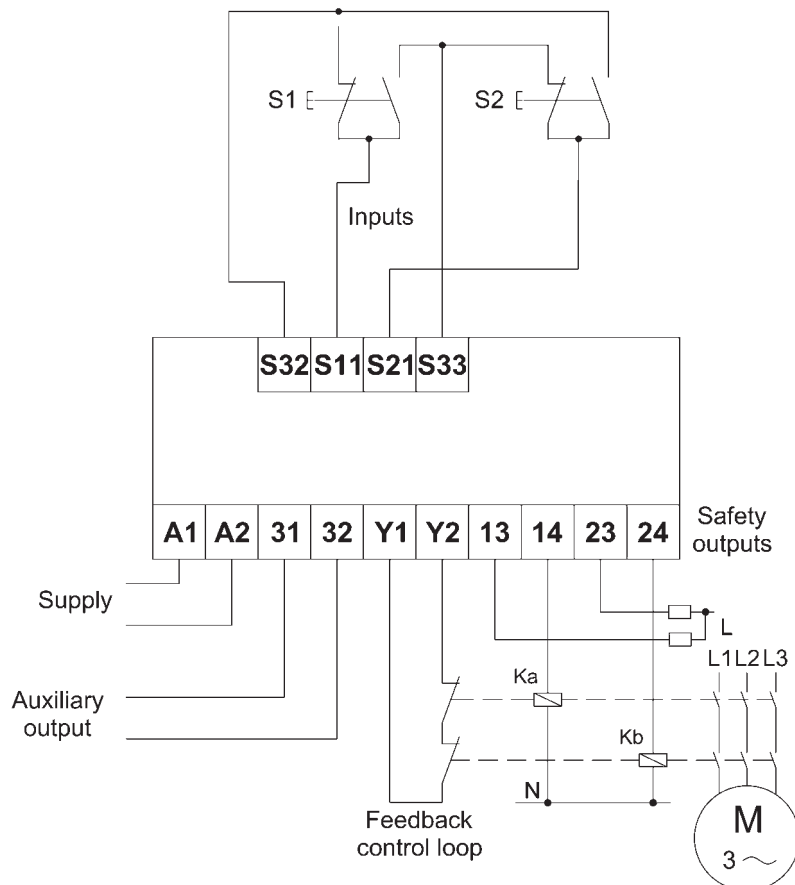 S1
S2
Inputs
S32 S11 S21 S33
A1 A2 31 32 Y1 Y2 13 14 23 24
Safety
outputs
Supply
L
L1 L2 L3
Ka
Auxiliary
output
Kb
N
Feedback
control loop
M
3 ~